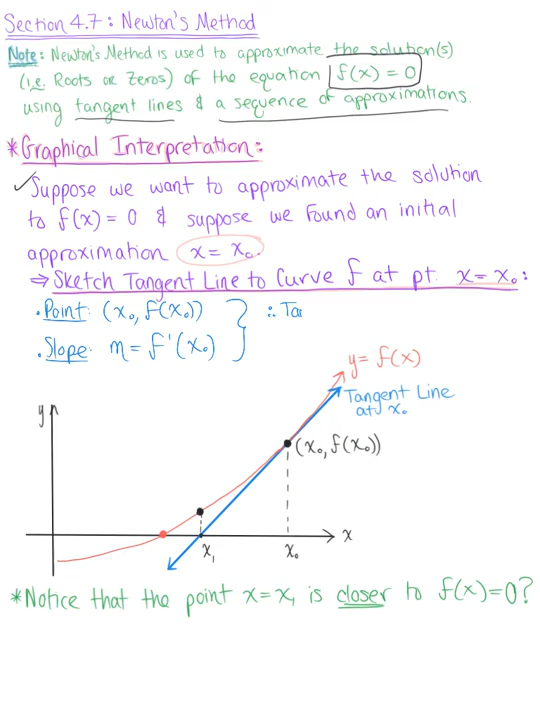 Section 4.7: Newton's Method
Note: Newton's Method is used to approximate the solution(s)
(i.e. Roots or Zeros) of the equation f(x) = 0
using tangent lines & a sequence of approximations.
*Graphical Interpretation:
✓Suppose we want to approximate the solution
to f(x) = 0 & suppose we found an initial
approximation x = x₀.
⇒ Sketch Tangent Line to Curve f at pt. x = x₀:
• Point: (x₀, f(x₀)) } ∴ Ta
• Slope: m = f'(x₀)
y = f(x)
Tangent Line
at x₀
y
(x₀, f(x₀))
x
x₁
x₀
*Notice that the point x = x₁ is closer to f(x) = 0?